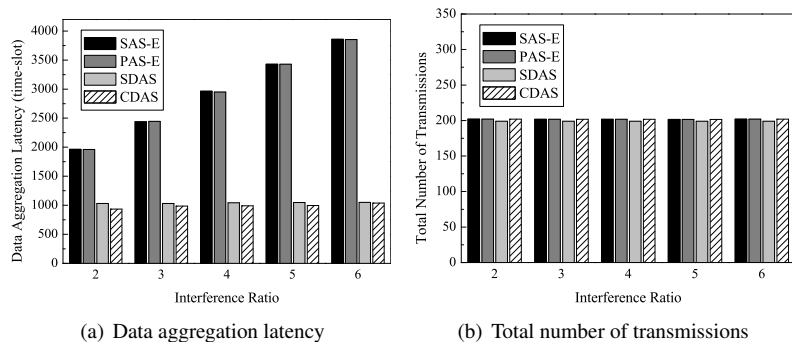 4000
3500
3000
2500
2000
1500
1000
500
0
Data Aggregation Latency (time-slot)
SAS-E
PAS-E
SDAS
CDAS
2 3 4 5 6
Interference Ratio
(a) Data aggregation latency
350
300
250
200
150
100
50
0
Total Number of Transmissions
SAS-E
PAS-E
SDAS
CDAS
2 3 4 5 6
Interference Ratio
(b) Total number of transmissions